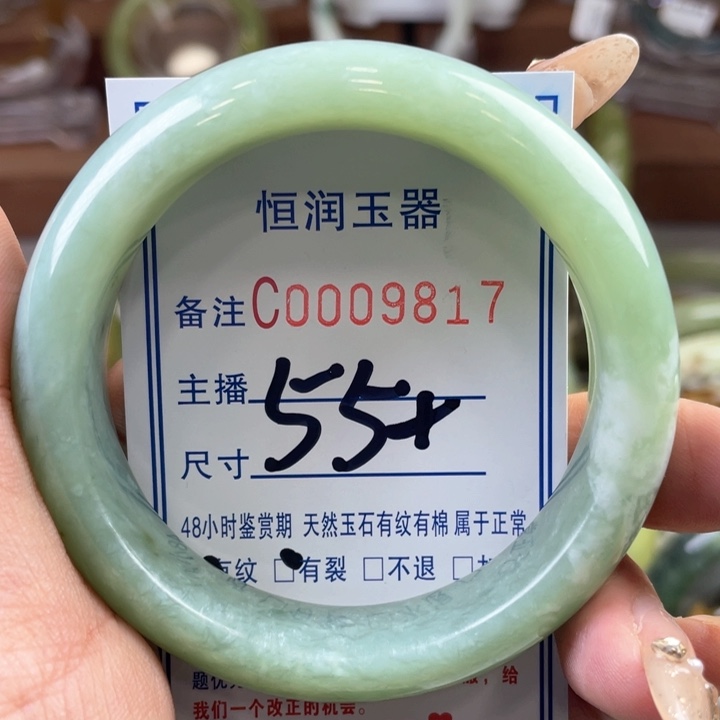 恒润玉器
备注C0009817
主播
尺寸 55+
48小时鉴赏期 天然玉石有纹有棉 属于正常
纹 □有裂 □不退 □
我们一个改正的机会。